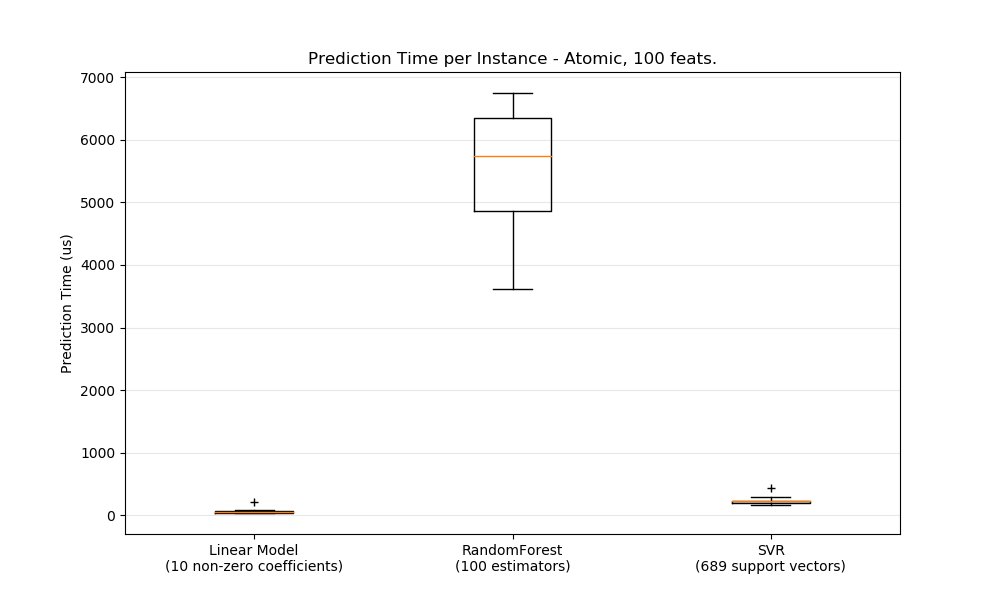 Prediction Time per Instance - Atomic, 100 feats.
7000
6000
5000
4000
3000
2000
1000
0
Prediction Time (us)
Linear Model
(10 non-zero coefficients)
RandomForest
(100 estimators)
SVR
(689 support vectors)